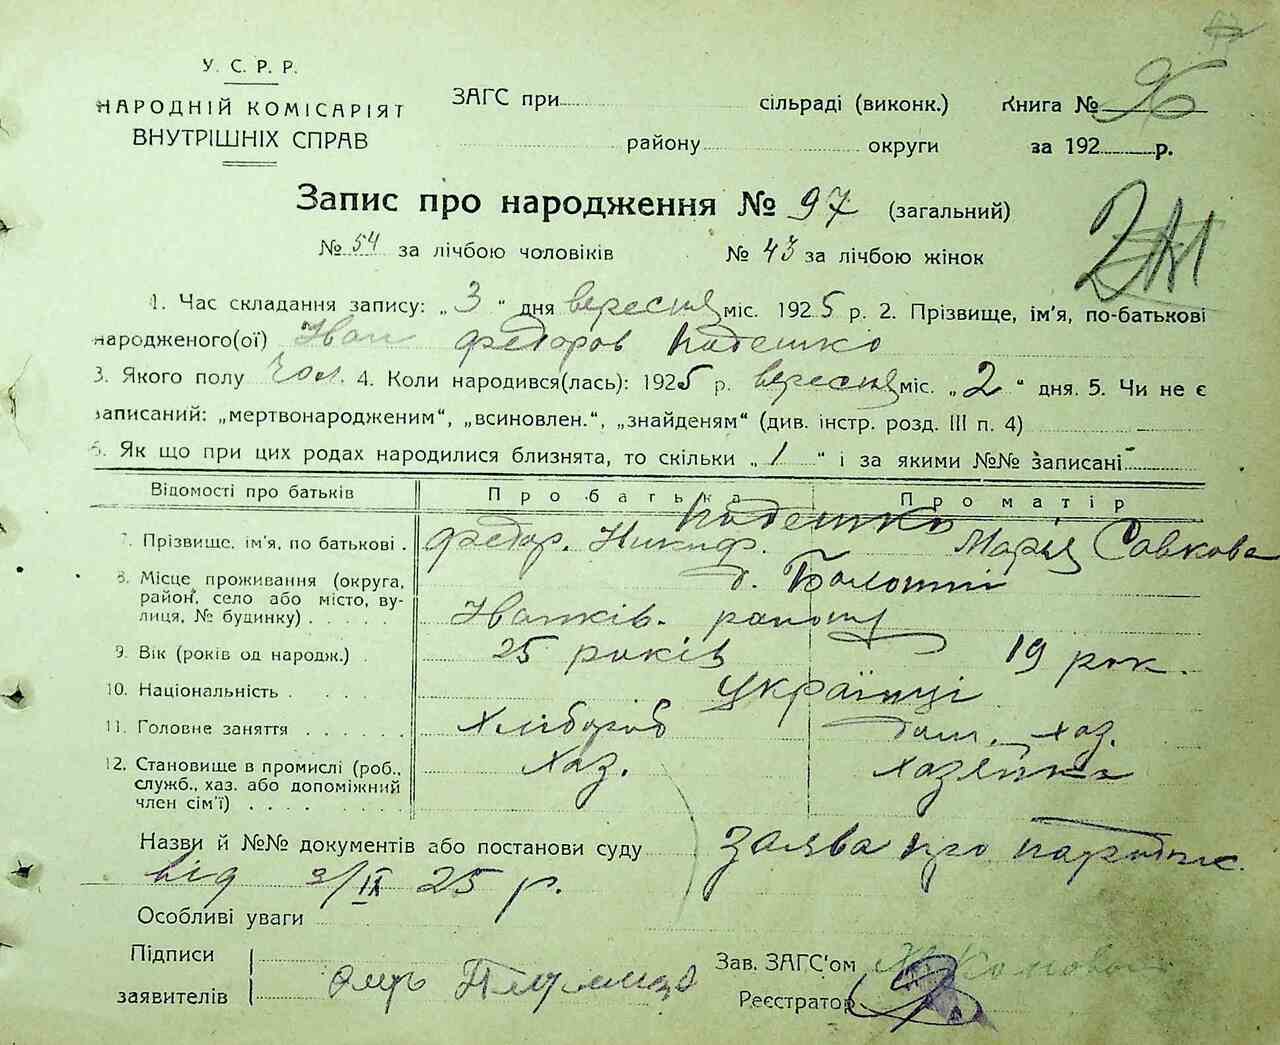 У. С. Р. Р.
НАРОДНІЙ КОМІСАРІЯТ
ВНУТРІШНІХ СПРАВ
ЗАГС при сільраді (виконк.) Книга № 96
району округи за 192 р.
Запис про народження № 97 (загальний)
№ 54 за лічбою чоловіків № 43 за лічбою жінок
1. Час складання запису: „3“ дня вересня міс. 1925 р. 2. Прізвище, ім'я, по-батькові
народженого(ої) Іван Федоров
3. Якого полу Чол. 4. Коли народився(лась): 1925 р. вересня міс. „2“ дня. 5. Чи не є
записаний: „мертвонародженим“, „всиновлен.“, „знайденям“ (див. інстр. розд. III п. 4)
6. Як що при цих родах народилися близнята, то скільки „1“ і за якими №№ записані
Відомості про батьків Про батька Про матір
7. Прізвище, ім'я, по батькові . Федор. Никиф. Марья Савкова
8. Місце проживання (округа, район, село або місто, вулиця, № будинку) . . . . .
району
9. Вік (років од народж.) . 25 років 19 рок.
10. Національність . . . . Українці
11. Головне заняття . . . . . Хлібороб дом. хаз.
12. Становище в промислі (роб., служб., хаз. або допоміжний член сім'ї) . . . . хаз. хазяйка
Назви й №№ документів або постанови суду заява про народж.
від 2/IX 25 р.
Особливі уваги
Підписи
заявителів
Зав. ЗАГС'ом
Реєстратор